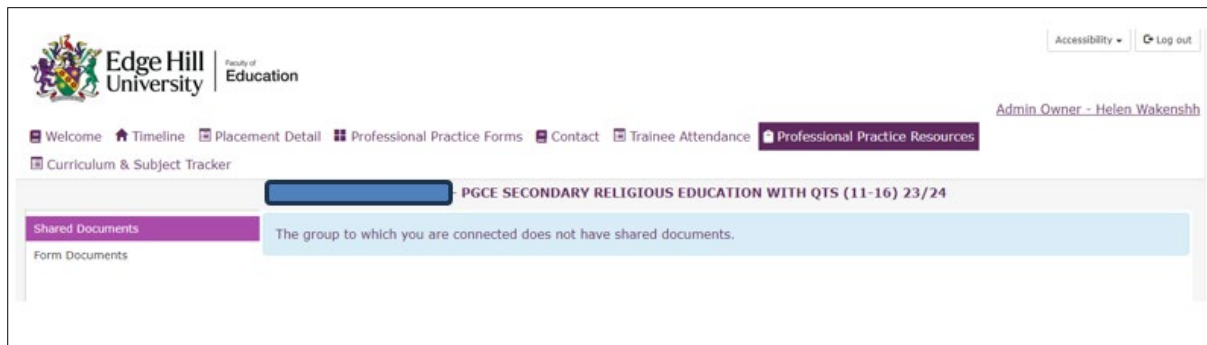 Edge Hill
University
Faculty of
Education
Accessibility
Log out
Admin Owner - Helen Wakenshh
Welcome Timeline Placement Detail Professional Practice Forms Contact Trainee Attendance Professional Practice Resources
Curriculum & Subject Tracker
- PGCE SECONDARY RELIGIOUS EDUCATION WITH QTS (11-16) 23/24
Shared Documents
The group to which you are connected does not have shared documents.
Form Documents